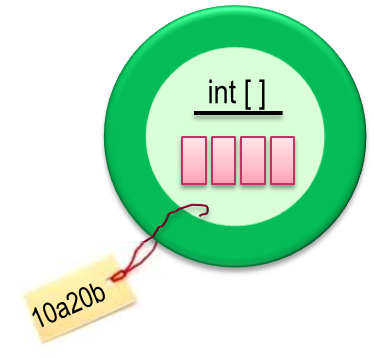 int [ ]
10a20b